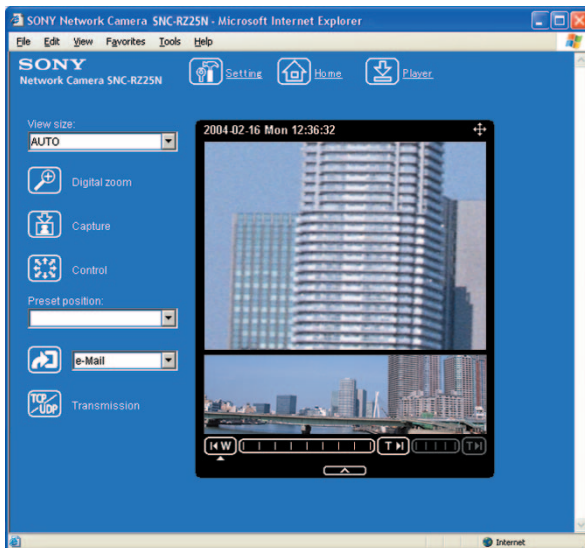 SONY Network Camera SNC-RZ25N - Microsoft Internet Explorer
File Edit View Favorites Tools Help
SONY
Network Camera SNC-RZ25N
Setting Home Player
View size:
AUTO
2004-02-16 Mon 12:36:32
Digital zoom
Capture
Control
Preset position:
e-Mail
TCP/UDP Transmission
W T T
Internet